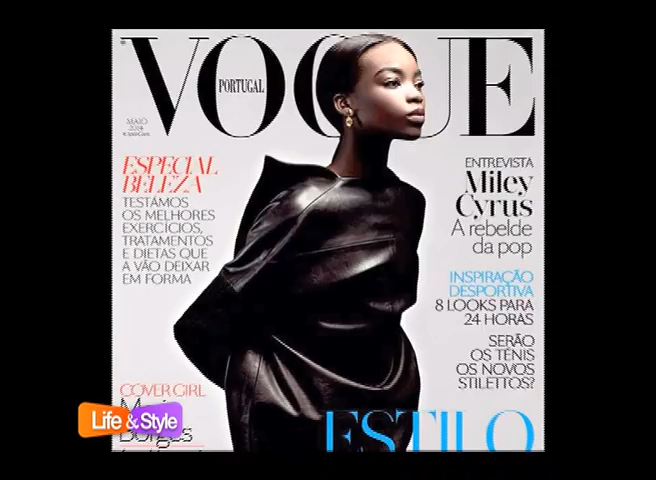 VOGUE
PORTUGAL
MAIO
2014
ESPECIAL
BELEZA
TESTÁMOS
OS MELHORES
EXERCÍCIOS,
TRATAMENTOS
E DIETAS QUE
A VÃO DEIXAR
EM FORMA
ENTREVISTA
Miley
Cyrus
A rebelde
da pop
INSPIRAÇÃO
DESPORTIVA
8 LOOKS PARA
24 HORAS
SERÃO
OS TÉNIS
OS NOVOS
STILETTOS?
COVER GIRL
Life & Style
ESTILO